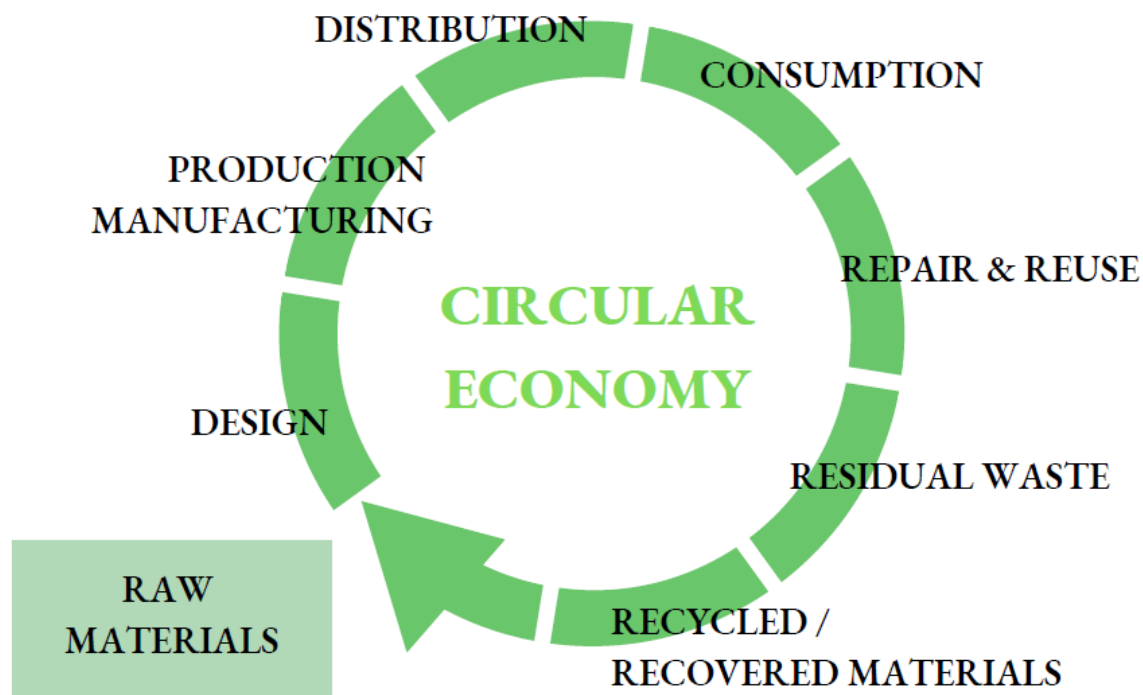 DISTRIBUTION
CONSUMPTION
PRODUCTION
MANUFACTURING
REPAIR & REUSE
CIRCULAR
ECONOMY
DESIGN
RESIDUAL WASTE
RAW
MATERIALS
RECYCLED /
RECOVERED MATERIALS